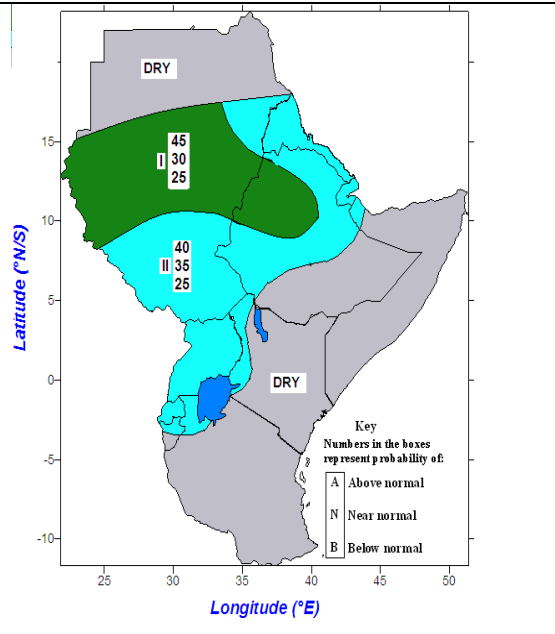 DRY
15
45
I 30
25
10
40
II 35
25
5
0
DRY
-5
-10
Key
Numbers in the boxes
represent probability of:
A Above normal
N Near normal
B Below normal
25 30 35 40 45 50
Latitude (°N/S)
Longitude (°E)